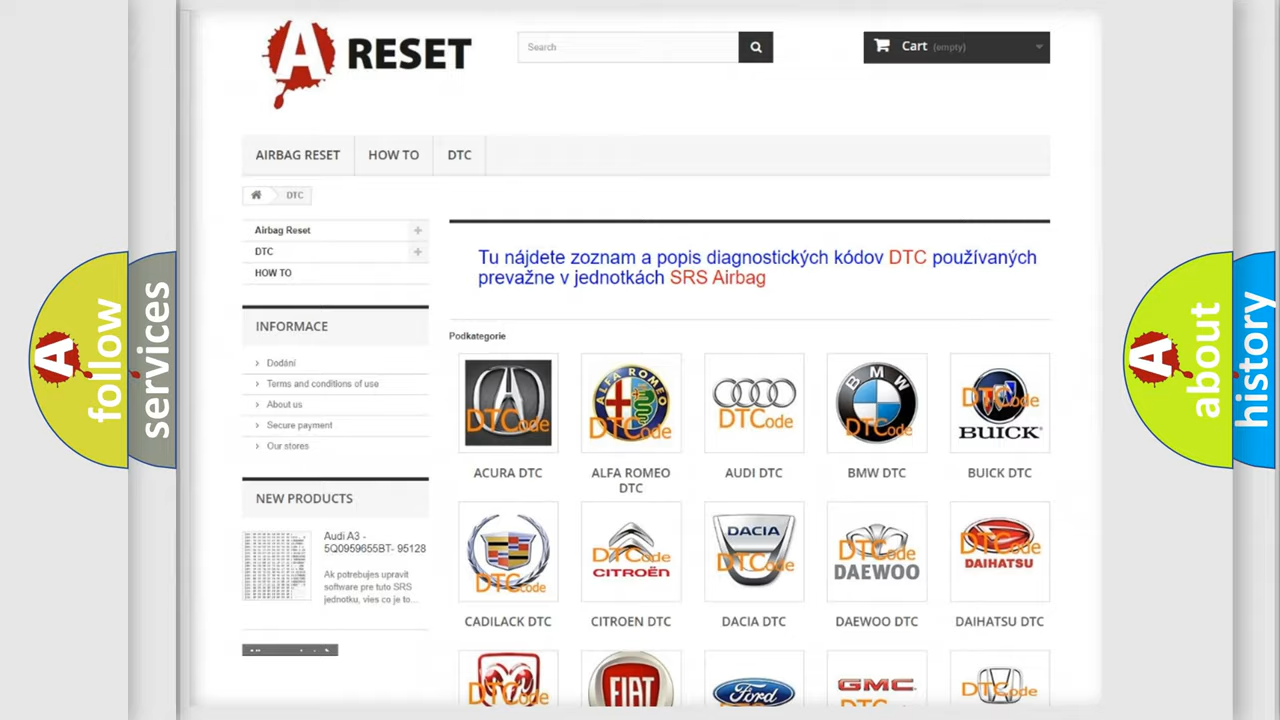 A RESET
Search
Cart (empty)
AIRBAG RESET
HOW TO
DTC
DTC
Airbag Reset
DTC
HOW TO
INFORMACE
Dodání
Terms and conditions of use
About us
Secure payment
Our stores
NEW PRODUCTS
Audi A3 -
5Q0959655BT- 95128
Ak potrebujes upravit
software pre tuto SRS
jednotku, vies co je to...
Tu nájdete zoznam a popis diagnostických kódov DTC používaných
prevažne v jednotkách SRS Airbag
Podkategorie
DTCode
ALFA ROMEO
DTCode
DTCode
BMW
DTCode
DTCode
BUICK
ACURA DTC
ALFA ROMEO
DTC
AUDI DTC
BMW DTC
BUICK DTC
DTCode
DTCode
CITROËN
DACIA
DTCode
DTCode
DAEWOO
DTCode
DAIHATSU
CADILACK DTC
CITROEN DTC
DACIA DTC
DAEWOO DTC
DAIHATSU DTC
DTCode
FIAT
Ford
GMC
DTCode
A follow
services
A about
history